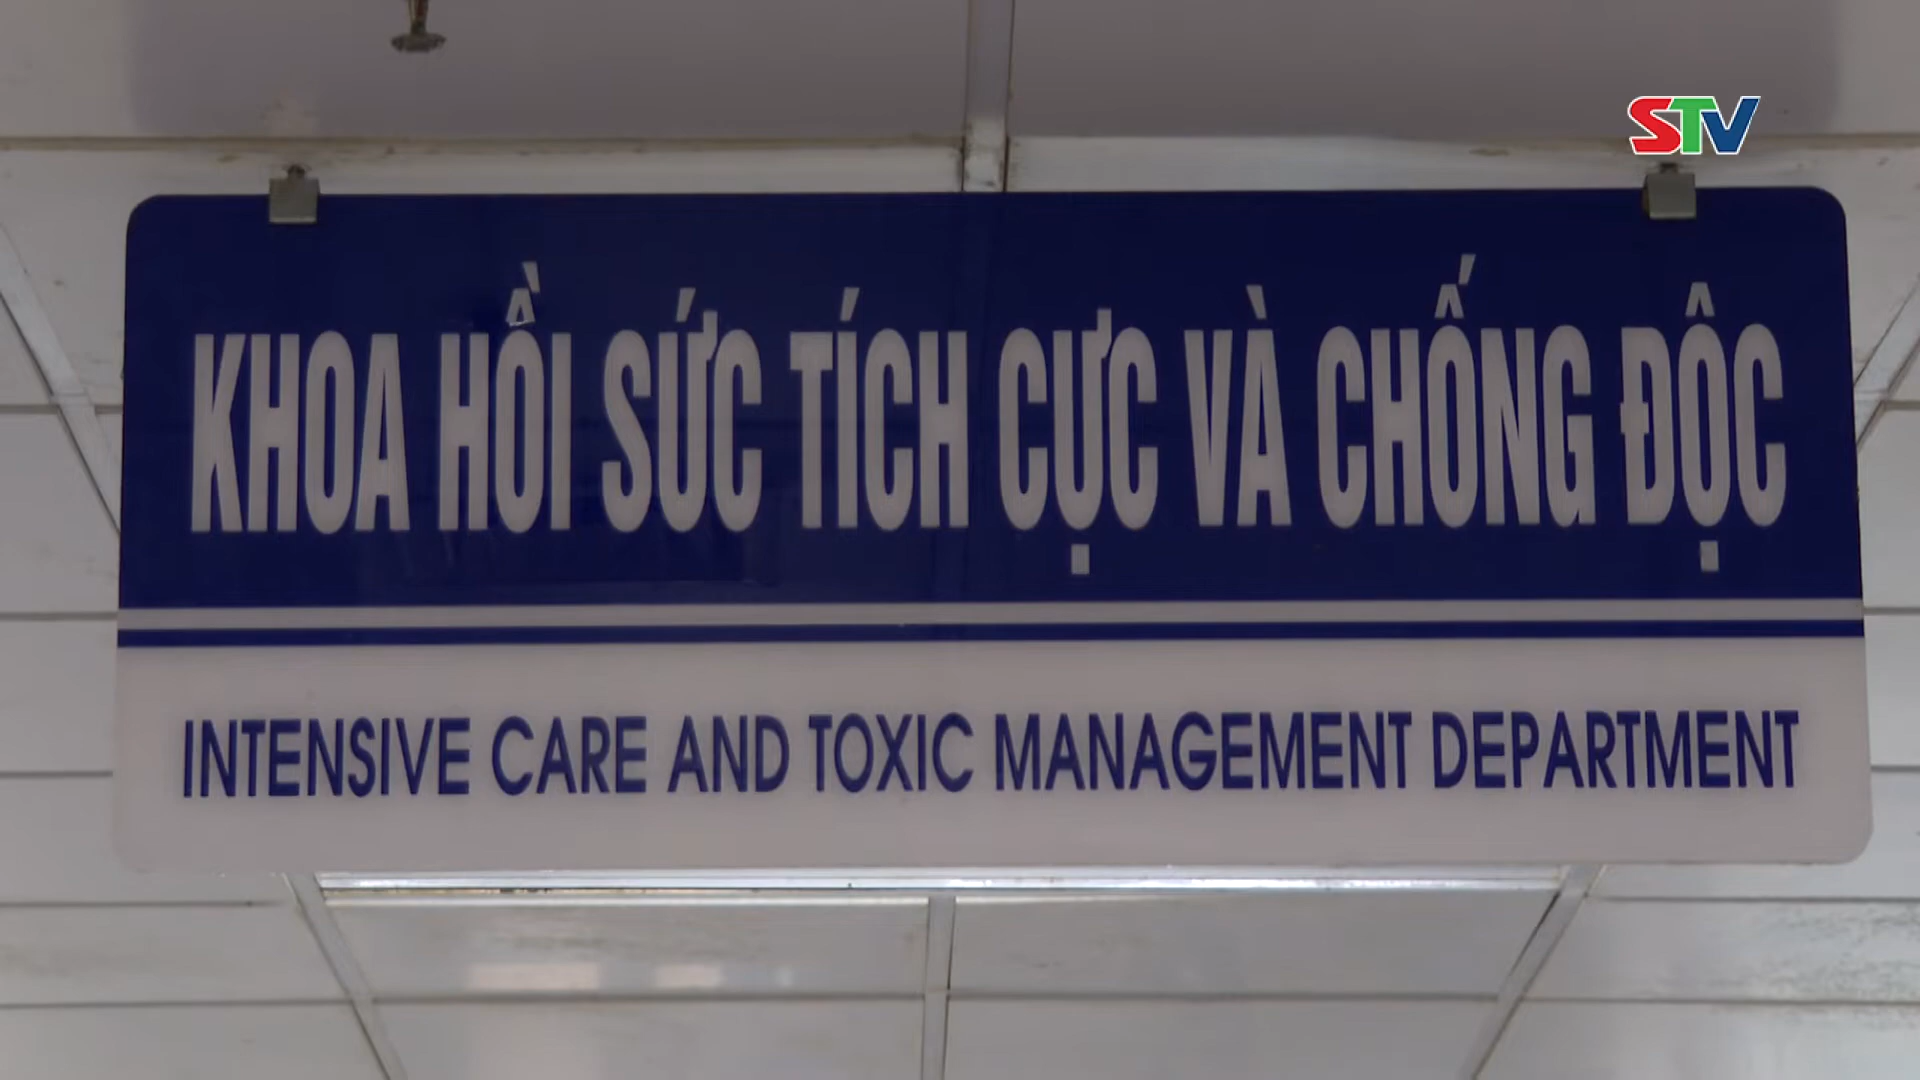 STV
KHOA HỒI SỨC TÍCH CỰC VÀ CHỐNG ĐỘC
INTENSIVE CARE AND TOXIC MANAGEMENT DEPARTMENT